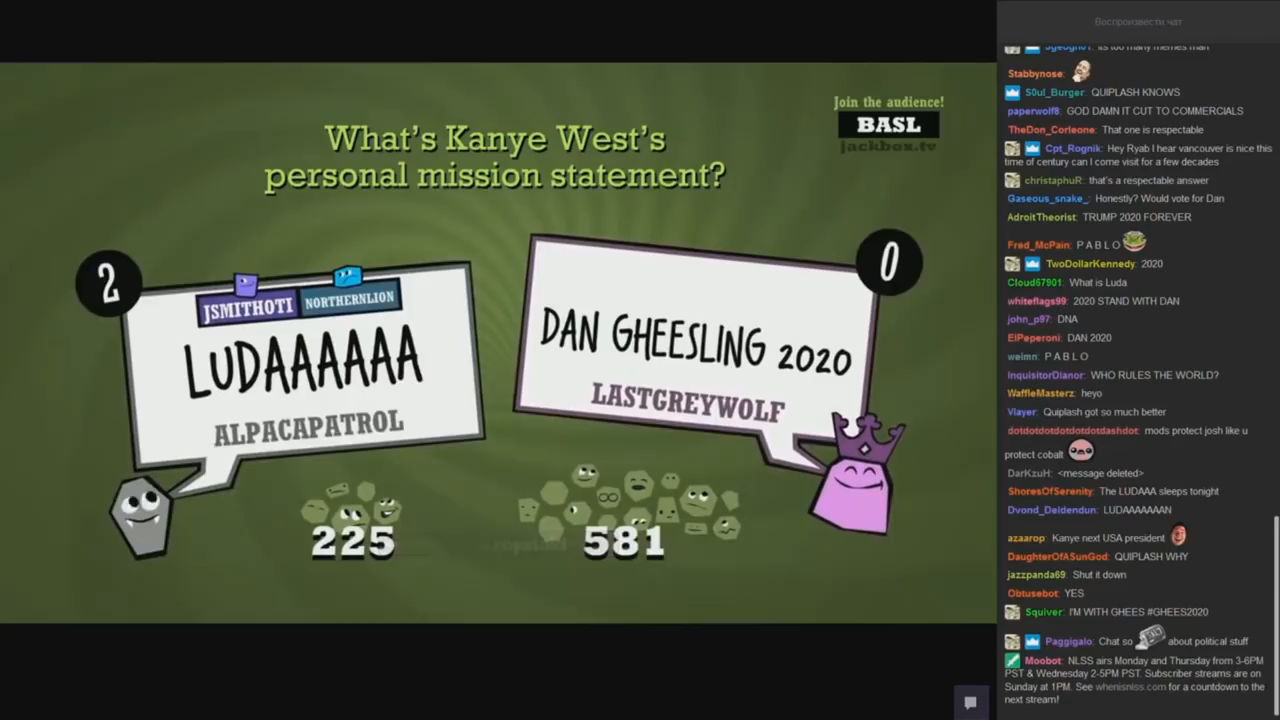 Join the audience!
BASL
jackbox.tv
What's Kanye West's
personal mission statement?
2
JSMITHOTI
NORTHERNLION
LUDAAAAAA
ALPACAPATROL
225
0
DAN GHEESLING 2020
LASTGREYWOLF
581
Воспроизвести чат
its too many memes man
Stabbynose:
S0ul_Burger: QUIPLASH KNOWS
paperwolf8: GOD DAMN IT CUT TO COMMERCIALS
TheDon_Corleone: That one is respectable
Cpt_Rognik: Hey Ryab I hear vancouver is nice this
time of century can I come visit for a few decades
christaphuR: that's a respectable answer
Gaseous_snake_: Honestly? Would vote for Dan
AdroitTheorist: TRUMP 2020 FOREVER
Fred_McPain: P A B L O
TwoDollarKennedy: 2020
Cloud67901: What is Luda
whiteflags99: 2020 STAND WITH DAN
john_p97: DNA
ElPeperoni: DAN 2020
weimn: P A B L O
InquisitorDianor: WHO RULES THE WORLD?
WaffleMasterz: heyo
Vlayer: Quiplash got so much better
dotdotdotdotdotdotdashdot: mods protect josh like u
protect cobalt
DarKzuH: <message deleted>
ShoresOfSerenity: The LUDAAA sleeps tonight
Dvond_Deidendun: LUDAAAAAAAN
azaarop: Kanye next USA president
DaughterOfASunGod: QUIPLASH WHY
jazzpanda69: Shut it down
Obtusebot: YES
Squiver: I'M WITH GHEES #GHEES2020
Paggigalo: Chat so about political stuff
Moobot: NLSS airs Monday and Thursday from 3-6PM
PST & Wednesday 2-5PM PST. Subscriber streams are on
Sunday at 1PM. See whenisnlss.com for a countdown to the
next stream!